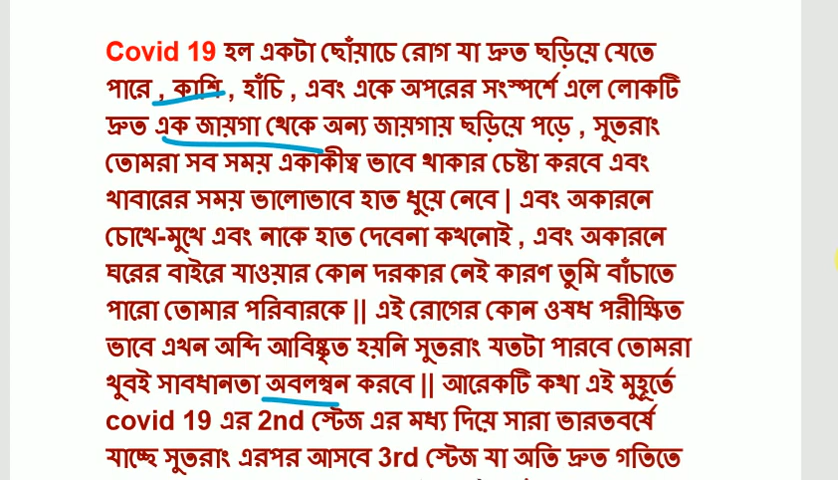 Covid 19 হল একটা ছোঁয়াচে রোগ যা দ্রুত ছড়িয়ে যেতে
পারে , কাশি , হাঁচি , এবং একে অপরের সংস্পর্শে এলে লোকটি
দ্রুত এক জায়গা থেকে অন্য জায়গায় ছড়িয়ে পড়ে , সুতরাং
তোমরা সব সময় একাকীত্ব ভাবে থাকার চেষ্টা করবে এবং
খাবারের সময় ভালোভাবে হাত ধুয়ে নেবে | এবং অকারনে
চোখে-মুখে এবং নাকে হাত দেবেনা কখনোই , এবং অকারনে
ঘরের বাইরে যাওয়ার কোন দরকার নেই কারণ তুমি বাঁচাতে
পারো তোমার পরিবারকে || এই রোগের কোন ওষধ পরীক্ষিত
ভাবে এখন অব্দি আবিষ্কৃত হয়নি সুতরাং যতটা পারবে তোমরা
খুবই সাবধানতা অবলম্বন করবে || আরেকটি কথা এই মুহূর্তে
covid 19 এর 2nd স্টেজ এর মধ্য দিয়ে সারা ভারতবর্ষে
যাচ্ছে সুতরাং এরপর আসবে 3rd স্টেজ যা অতি দ্রুত গতিতে